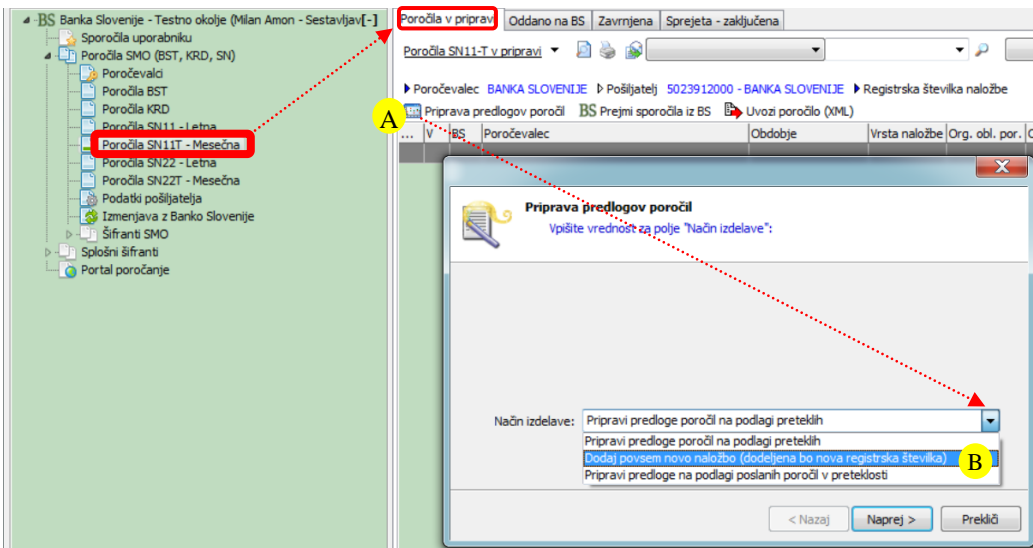 BS Banka Slovenije - Testno okolje (Milan Amon - Sestavljav[-]
Sporočila uporabniku
Poročila SMO (BST, KRD, SN)
Poročevalci
Poročila BST
Poročila KRD
Poročila SN11 - Letna
Poročila SN11T - Mesečna
Poročila SN22 - Letna
Poročila SN22T - Mesečna
Podatki pošiljatelja
Izmenjava z Banko Slovenije
Šifranti SMO
Splošni šifranti
Portal poročanje
Poročila v pripravi Oddano na BS Zavrnjena Sprejeta - zaključena
Poročila SN11-T v pripravi
Poročevalec BANKA SLOVENIJE Pošiljatelj 5023912000 - BANKA SLOVENIJE Registrska številka naložbe
A
Priprava predlogov poročil BS Prejmi sporočila iz BS Uvozi poročilo (XML)
... V BS Poročevalec Obdobje Vrsta naložbe Org. obl. por.
X
Priprava predlogov poročil
Vpišite vrednost za polje "Način izdelave":
Način izdelave: Pripravi predloge poročil na podlagi preteklih
Pripravi predloge poročil na podlagi preteklih
Dodaj povsem novo naložbo (dodeljena bo nova registrska številka)
B
Pripravi predloge na podlagi poslanih poročil v preteklosti
< Nazaj Naprej > Prekliči